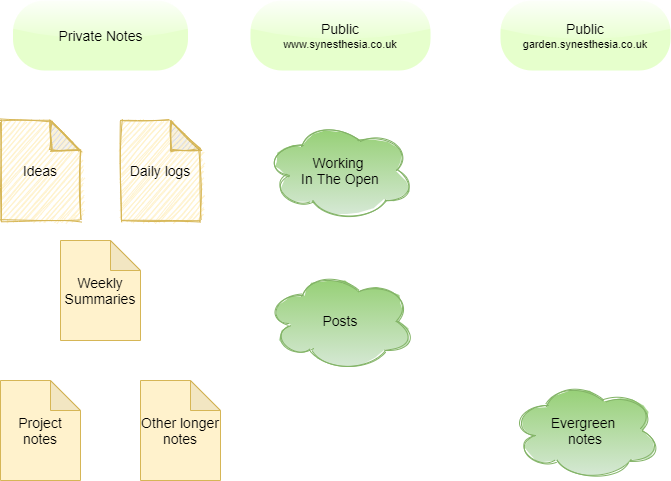 Private Notes
Public
www.synesthesia.co.uk
Public
garden.synesthesia.co.uk
Ideas
Daily logs
Working
In The Open
Weekly
Summaries
Posts
Project
notes
Other longer
notes
Evergreen
notes